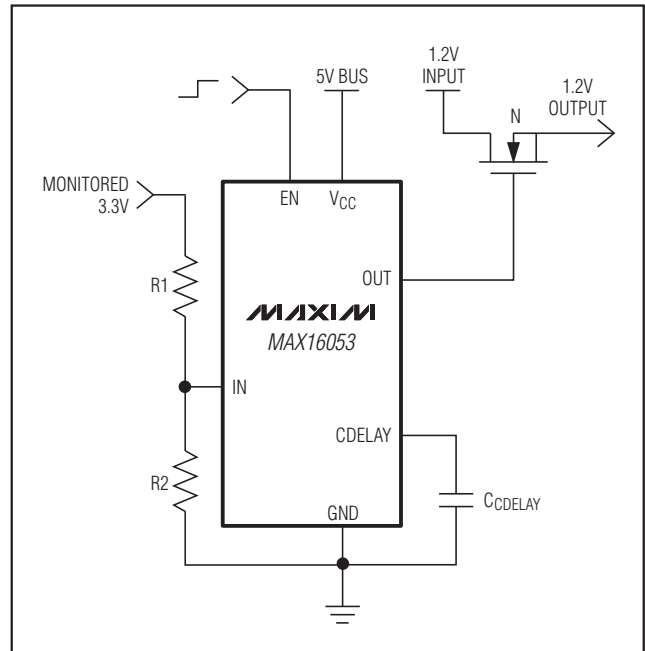 1.2V
INPUT
5V BUS
1.2V
OUTPUT
N
MONITORED
3.3V
EN
VCC
R1
OUT
MAXIM
MAX16053
IN
CDELAY
R2
CCDELAY
GND